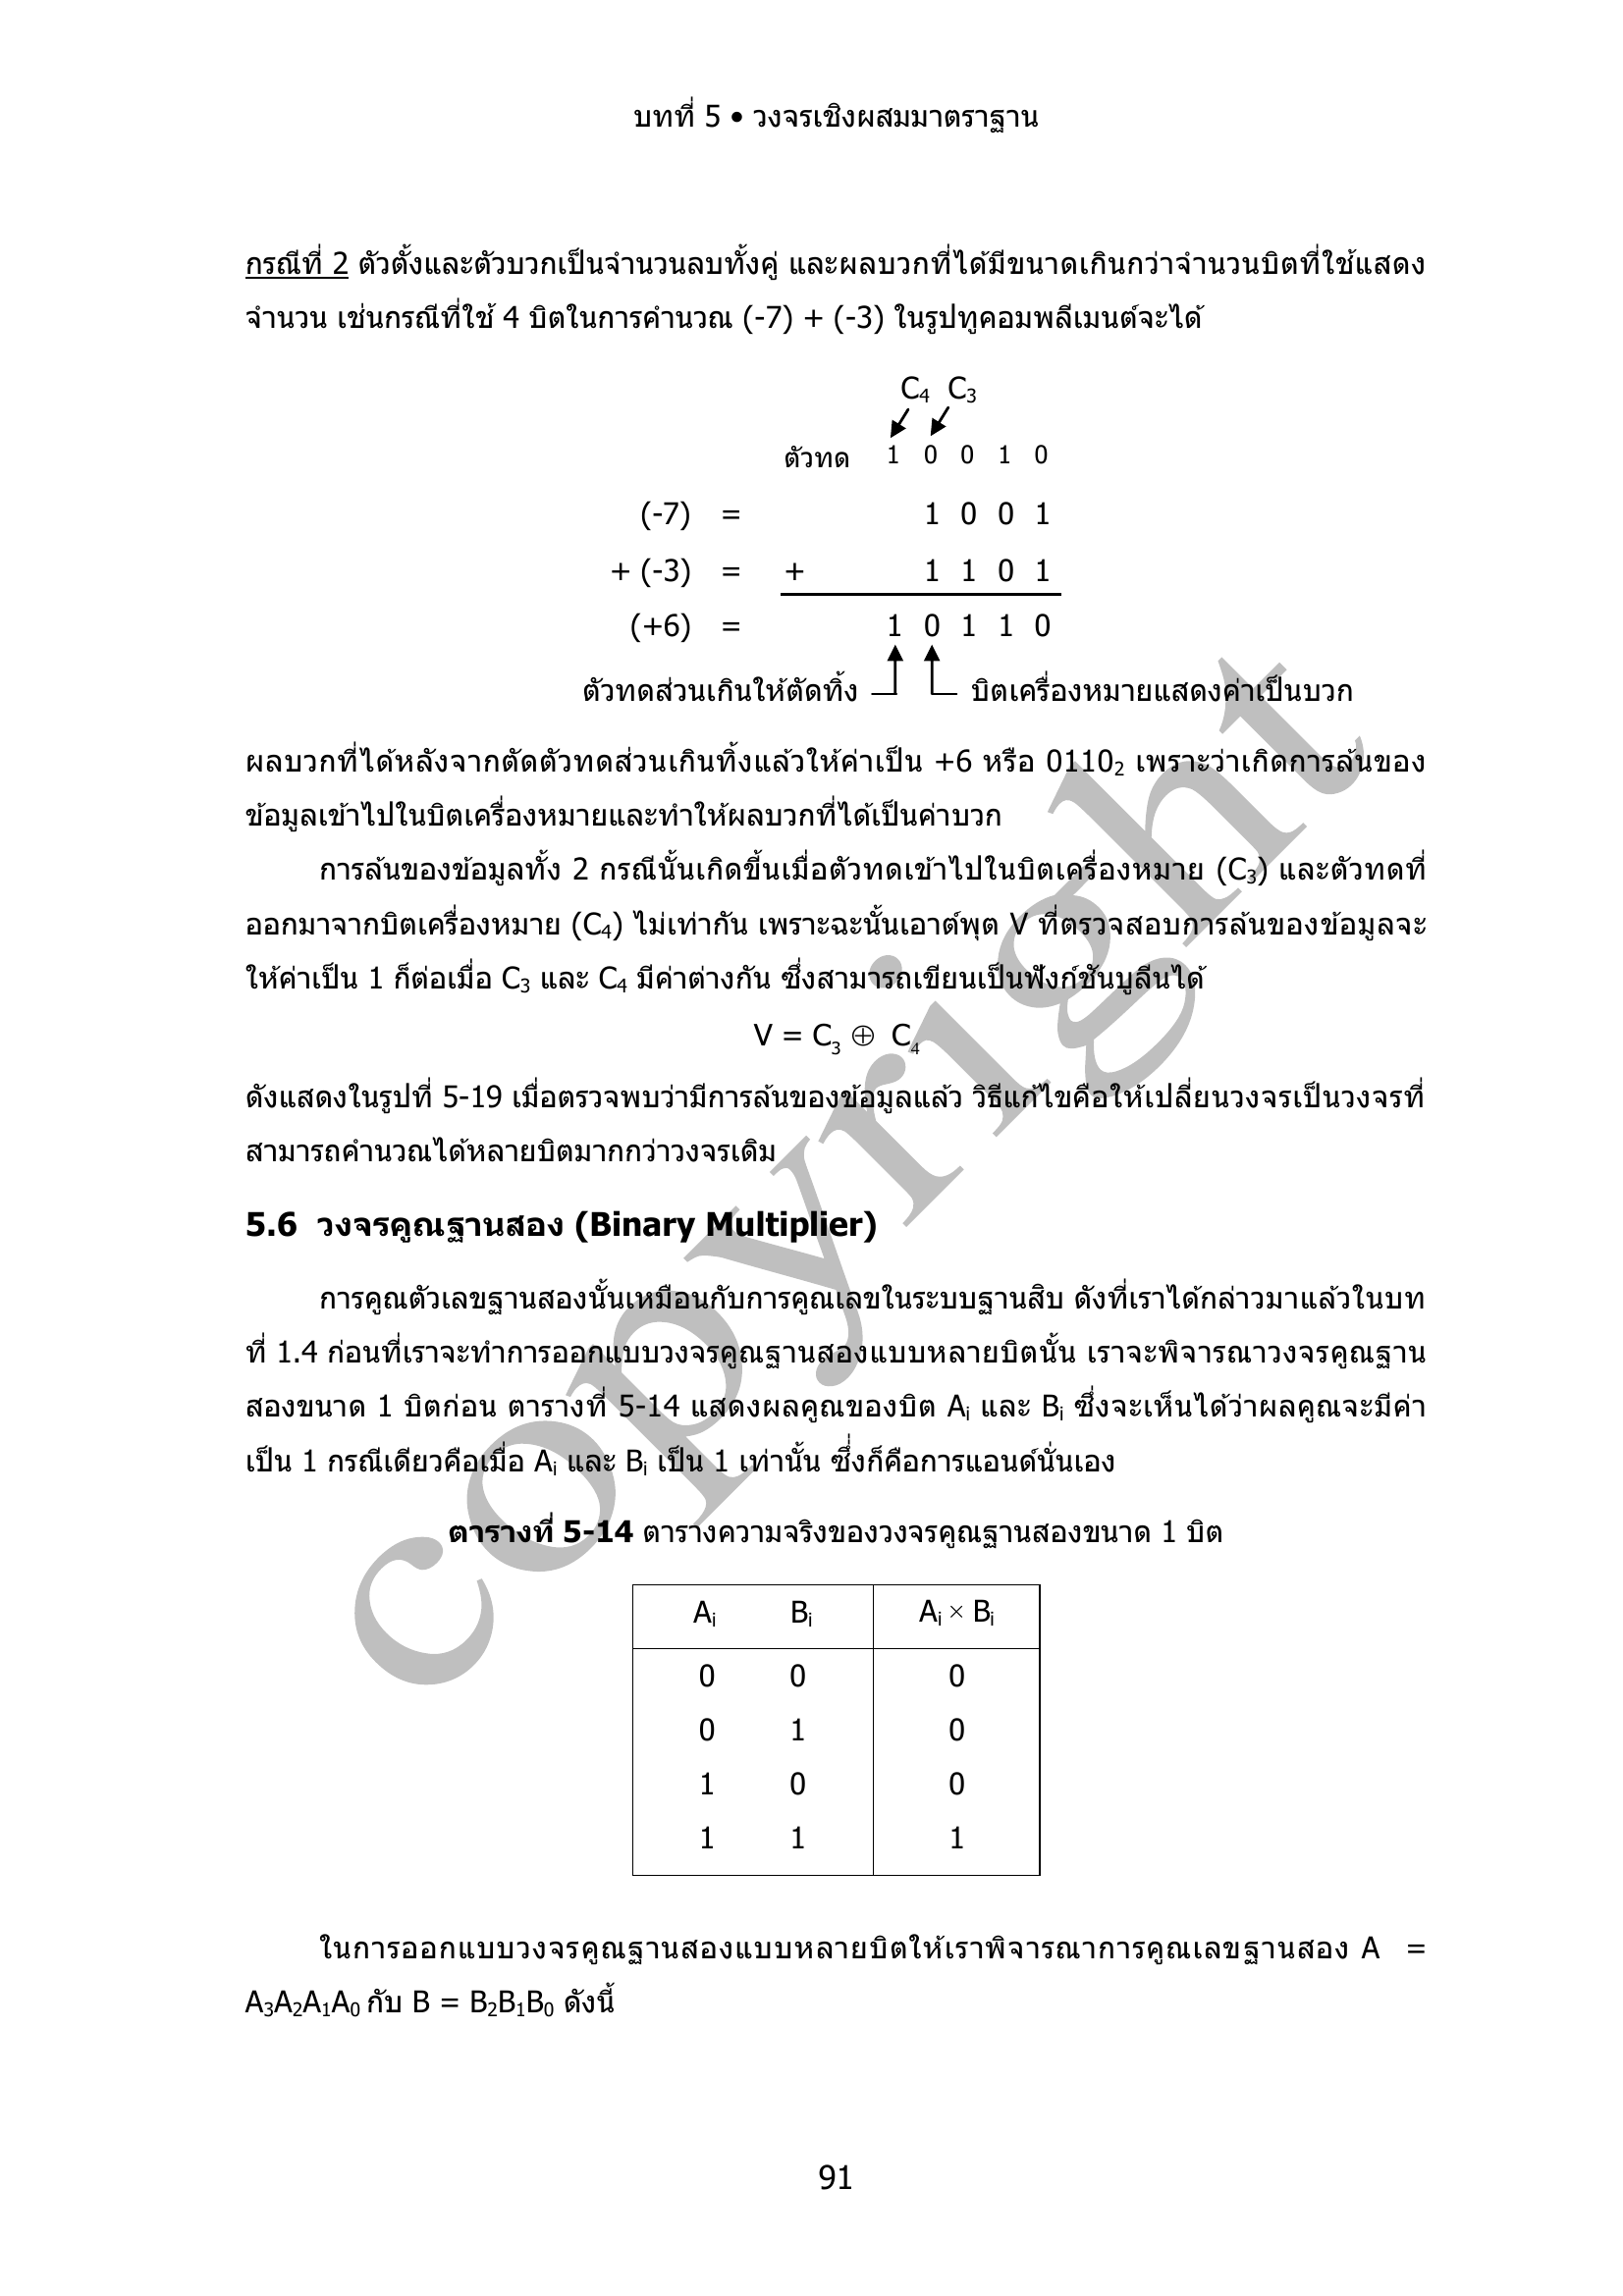 บทที่ 5 • วงจรเชิงผสมมาตราฐาน
กรณีที่ 2 ตัวตั้งและตัวบวกเป็นจำนวนลบทั้งคู่ และผลบวกที่ได้มีขนาดเกินกว่าจำนวนบิตที่ใช้แสดง
จำนวน เช่นกรณีที่ใช้ 4 บิตในการคำนวณ (-7) + (-3) ในรูปทูคอมพลีเมนต์จะได้
C₄ C₃
ตัวทด 1 0 0 1 0
(-7) = 1 0 0 1
+ (-3) = + 1 1 0 1
(+6) = 1 0 1 1 0
ตัวทดส่วนเกินให้ตัดทิ้ง บิตเครื่องหมายแสดงค่าเป็นบวก
ผลบวกที่ได้หลังจากตัดตัวทดส่วนเกินทิ้งแล้วให้ค่าเป็น +6 หรือ 0110₂ เพราะว่าเกิดการล้นของ
ข้อมูลเข้าไปในบิตเครื่องหมายและทำให้ผลบวกที่ได้เป็นค่าบวก
การล้นของข้อมูลทั้ง 2 กรณีนั้นเกิดขึ้นเมื่อตัวทดเข้าไปในบิตเครื่องหมาย (C₃) และตัวทดที่
ออกมาจากบิตเครื่องหมาย (C₄) ไม่เท่ากัน เพราะฉะนั้นเอาต์พุต V ที่ตรวจสอบการล้นของข้อมูลจะ
ให้ค่าเป็น 1 ก็ต่อเมื่อ C₃ และ C₄ มีค่าต่างกัน ซึ่งสามารถเขียนเป็นฟังก์ชันบูลีนได้
V = C₃ ⊕ C₄
ดังแสดงในรูปที่ 5-19 เมื่อตรวจพบว่ามีการล้นของข้อมูลแล้ว วิธีแก้ไขคือให้เปลี่ยนวงจรเป็นวงจรที่
สามารถคำนวณได้หลายบิตมากกว่าวงจรเดิม
5.6 วงจรคูณฐานสอง (Binary Multiplier)
การคูณตัวเลขฐานสองนั้นเหมือนกับการคูณเลขในระบบฐานสิบ ดังที่เราได้กล่าวมาแล้วในบท
ที่ 1.4 ก่อนที่เราจะทำการออกแบบวงจรคูณฐานสองแบบหลายบิตนั้น เราจะพิจารณาวงจรคูณฐาน
สองขนาด 1 บิตก่อน ตารางที่ 5-14 แสดงผลคูณของบิต Aᵢ และ Bᵢ ซึ่งจะเห็นได้ว่าผลคูณจะมีค่า
เป็น 1 กรณีเดียวคือเมื่อ Aᵢ และ Bᵢ เป็น 1 เท่านั้น ซึ่งก็คือการแอนด์นั่นเอง
ตารางที่ 5-14 ตารางความจริงของวงจรคูณฐานสองขนาด 1 บิต
Aᵢ Bᵢ Aᵢ × Bᵢ
0 0 0
0 1 0
1 0 0
1 1 1
ในการออกแบบวงจรคูณฐานสองแบบหลายบิตให้เราพิจารณาการคูณเลขฐานสอง A =
A₃A₂A₁A₀ กับ B = B₂B₁B₀ ดังนี้
91
copyright